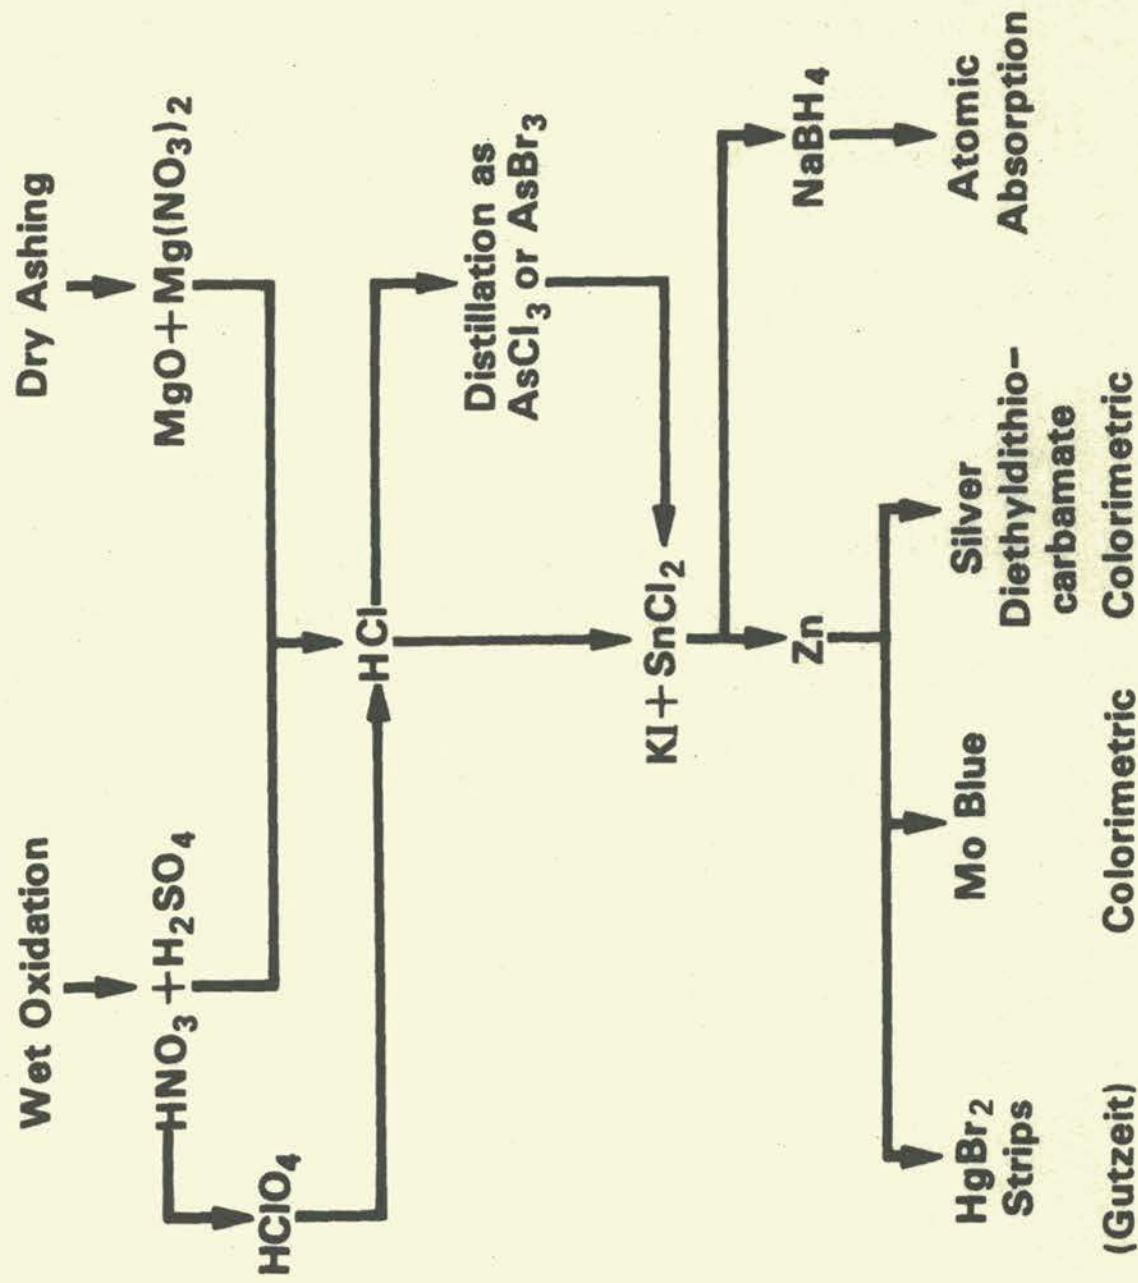 Wet Oxidation
Dry Ashing
HNO₃ + H₂SO₄
MgO + Mg(NO₃)₂
HClO₄
HCl
Distillation as
AsCl₃ or AsBr₃
KI + SnCl₂
Zn
NaBH₄
HgBr₂
Strips
(Gutzeit)
Mo Blue
Colorimetric
Silver
Diethyldithio-
carbamate
Colorimetric
Atomic
Absorption